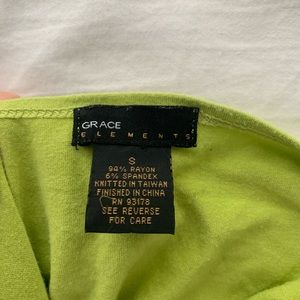 GRACE
ELEMENTS
S
94% RAYON
6% SPANDEX
KNITTED IN TAIWAN
FINISHED IN CHINA
RN 93178
SEE REVERSE
FOR CARE